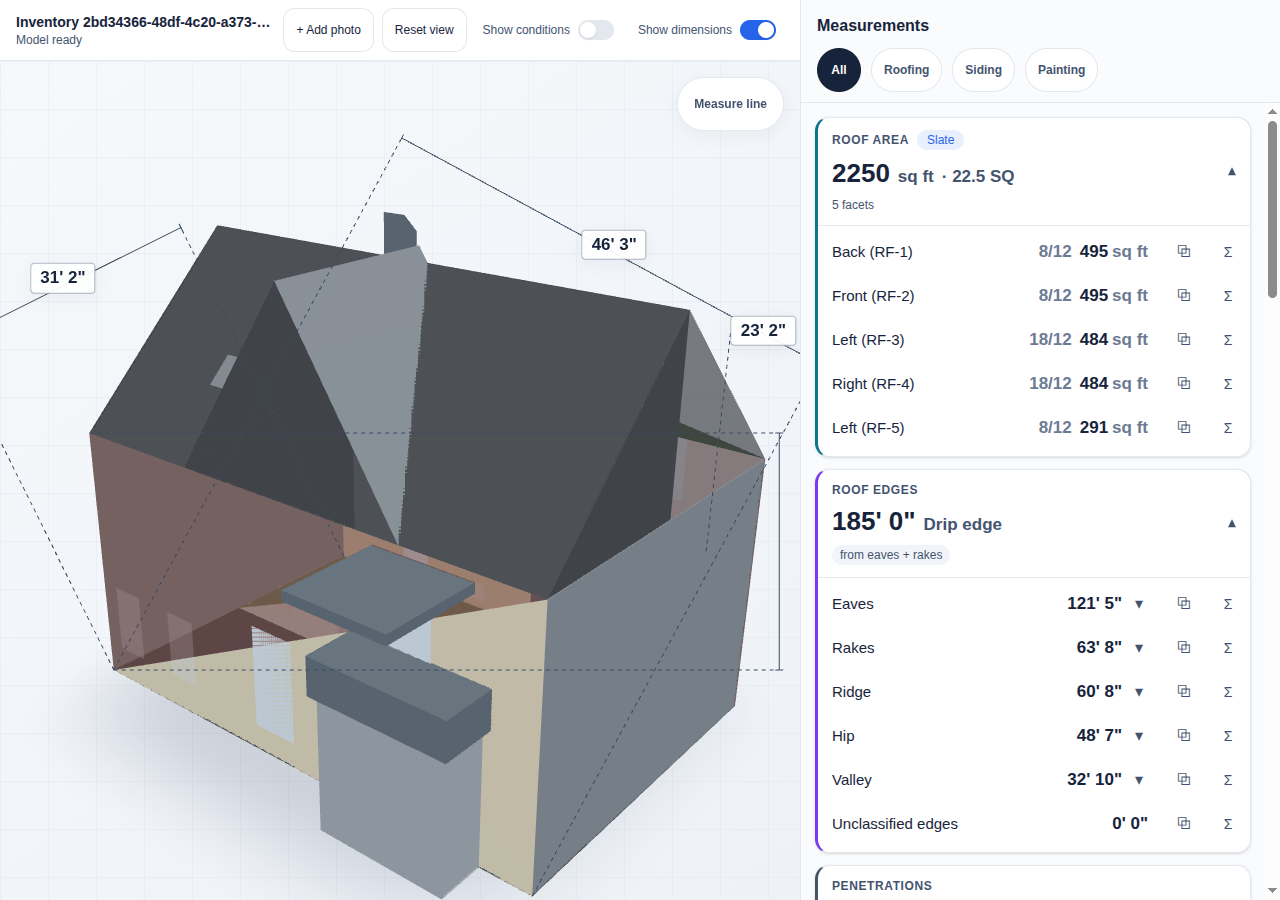 Inventory 2bd34366-48df-4c20-a373-…
Model ready
+ Add photo
Reset view
Show conditions
Show dimensions
Measure line
31' 2"
46' 3"
23' 2"
Measurements
All
Roofing
Siding
Painting
ROOF AREA Slate
2250 sq ft · 22.5 SQ ▲
5 facets
Back (RF-1) 8/12 495 sq ft Σ
Front (RF-2) 8/12 495 sq ft Σ
Left (RF-3) 18/12 484 sq ft Σ
Right (RF-4) 18/12 484 sq ft Σ
Left (RF-5) 8/12 291 sq ft Σ
ROOF EDGES
185' 0" Drip edge ▲
from eaves + rakes
Eaves 121' 5" ▼ Σ
Rakes 63' 8" ▼ Σ
Ridge 60' 8" ▼ Σ
Hip 48' 7" ▼ Σ
Valley 32' 10" ▼ Σ
Unclassified edges 0' 0" Σ
PENETRATIONS